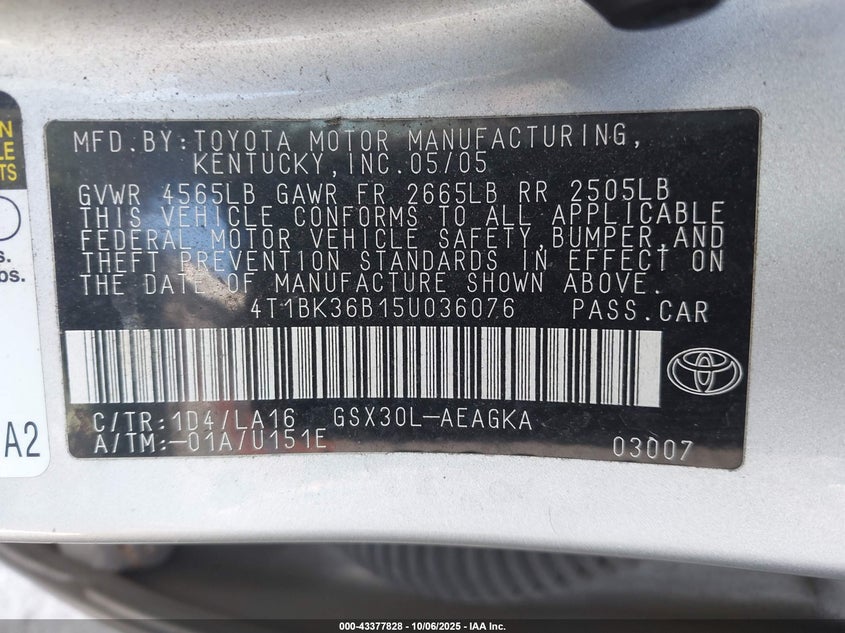 MFD.BY:TOYOTA MOTOR MANUFACTURING,
KENTUCKY,INC.05/05
GVWR 4565LB GAWR FR 2665LB RR 2505LB
THIS VEHICLE CONFORMS TO ALL APPLICABLE
FEDERAL MOTOR VEHICLE SAFETY,BUMPER,AND
THEFT PREVENTION STANDARDS IN EFFECT ON
THE DATE OF MANUFACTURE SHOWN ABOVE.
4T1BK36B15U036076 PASS.CAR
C/TR:1D4/LA16 GSX30L-AEAGKA
A/TM:-01A/U151E
03007
A2
000-43377828 - 10/06/2025 - IAA Inc.